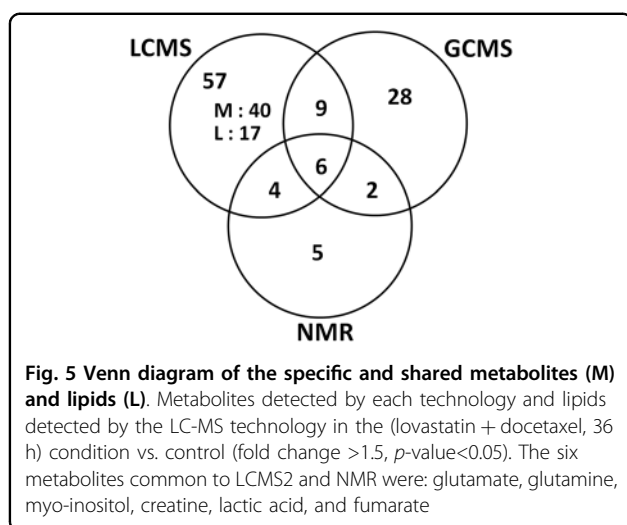 LCMS
GCMS
57
M : 40
L : 17
9
28
6
4
2
5
NMR
Fig. 5 Venn diagram of the specific and shared metabolites (M)
and lipids (L). Metabolites detected by each technology and lipids
detected by the LC-MS technology in the (lovastatin + docetaxel, 36
h) condition vs. control (fold change >1.5, p-value<0.05). The six
metabolites common to LCMS2 and NMR were: glutamate, glutamine,
myo-inositol, creatine, lactic acid, and fumarate